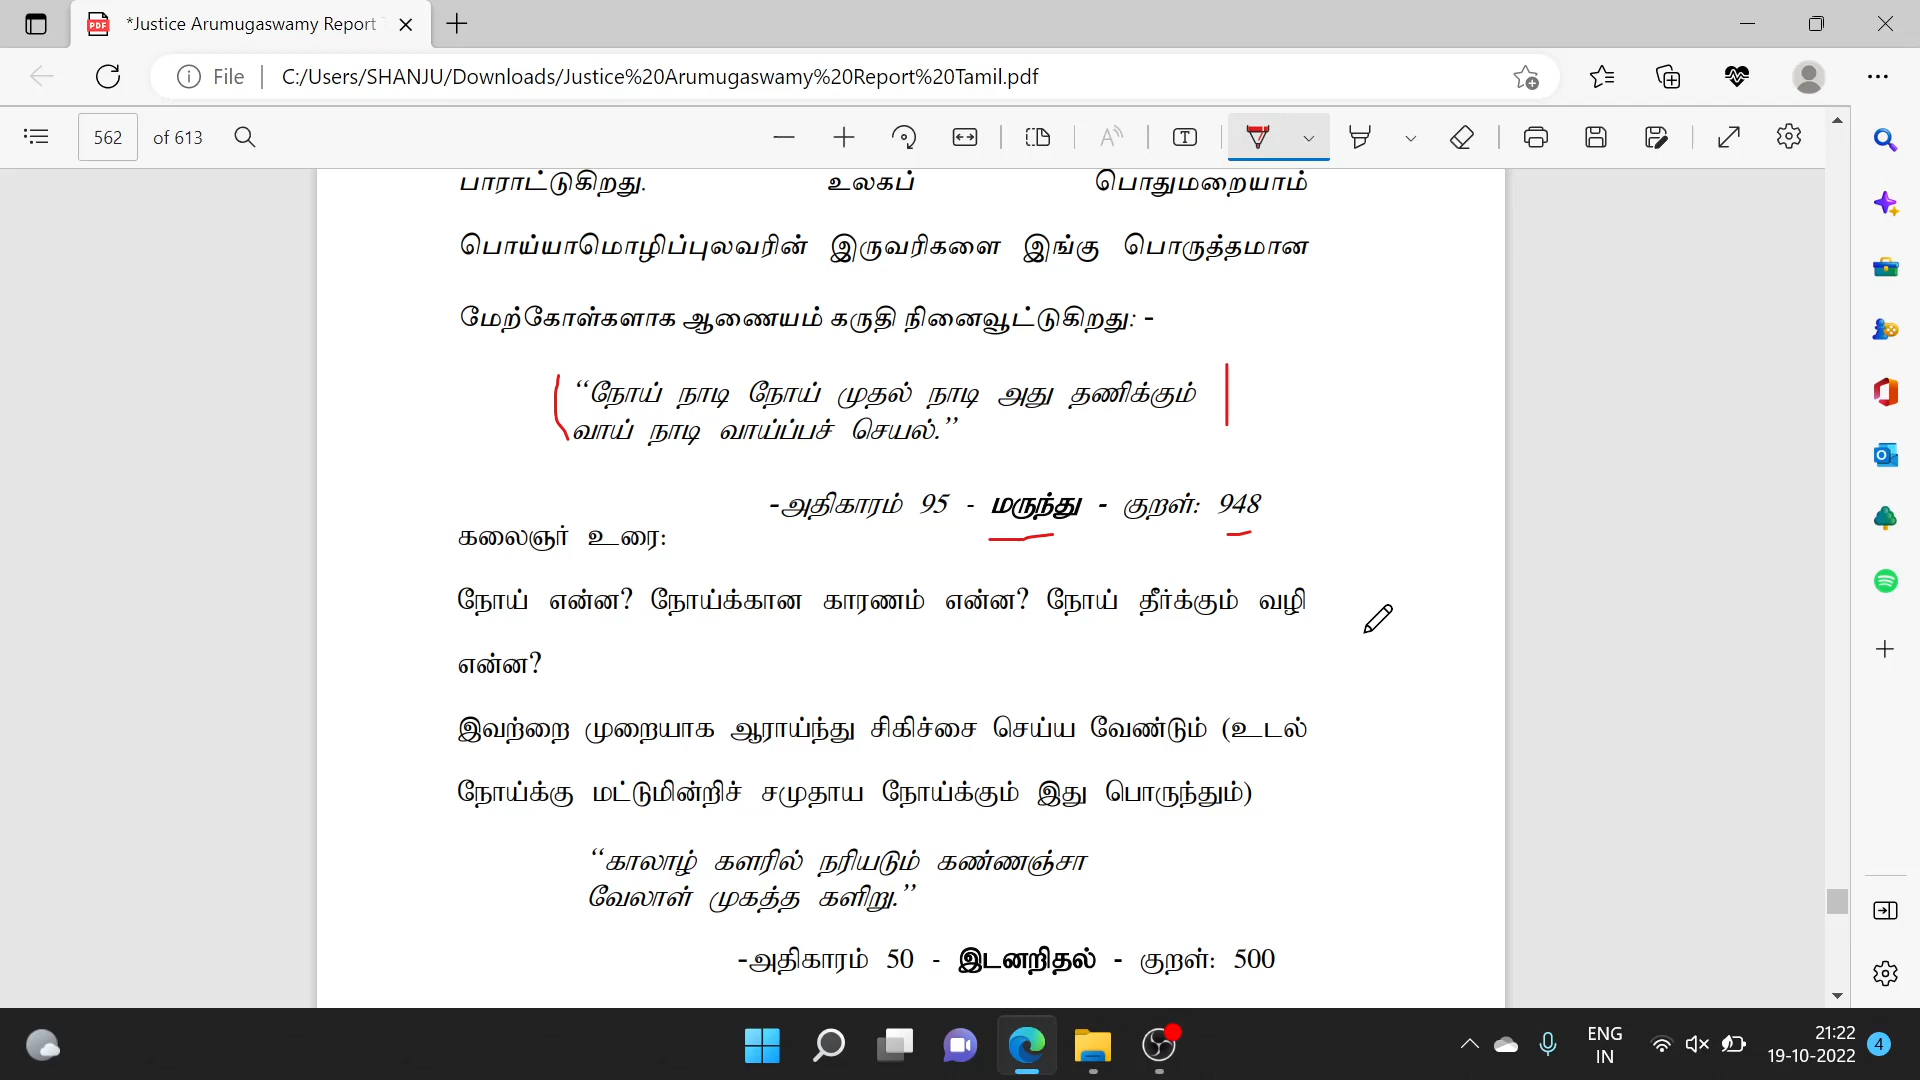 *Justice Arumugaswamy Report
File
C:/Users/SHANJU/Downloads/Justice%20Arumugaswamy%20Report%20Tamil.pdf
562 of 613
பாராட்டுகிறது. உலகப் பொதுமறையாம்
பொய்யாமொழிப்புலவரின் இருவரிகளை இங்கு பொருத்தமான
மேற்கோள்களாக ஆணையம் கருதி நினைவூட்டுகிறது: -
“நோய் நாடி நோய் முதல் நாடி அது தணிக்கும்
வாய் நாடி வாய்ப்பச் செயல்.”
-அதிகாரம் 95 - மருந்து - குறள்: 948
கலைஞர் உரை:
நோய் என்ன? நோய்க்கான காரணம் என்ன? நோய் தீர்க்கும் வழி
என்ன?
இவற்றை முறையாக ஆராய்ந்து சிகிச்சை செய்ய வேண்டும் (உடல்
நோய்க்கு மட்டுமின்றிச் சமுதாய நோய்க்கும் இது பொருந்தும்)
“காலாழ் களரில் நரியடும் கண்ணஞ்சா
வேலாள் முகத்த களிறு.”
-அதிகாரம் 50 - இடனறிதல் - குறள்: 500
ENG
IN
21:22
19-10-2022
4